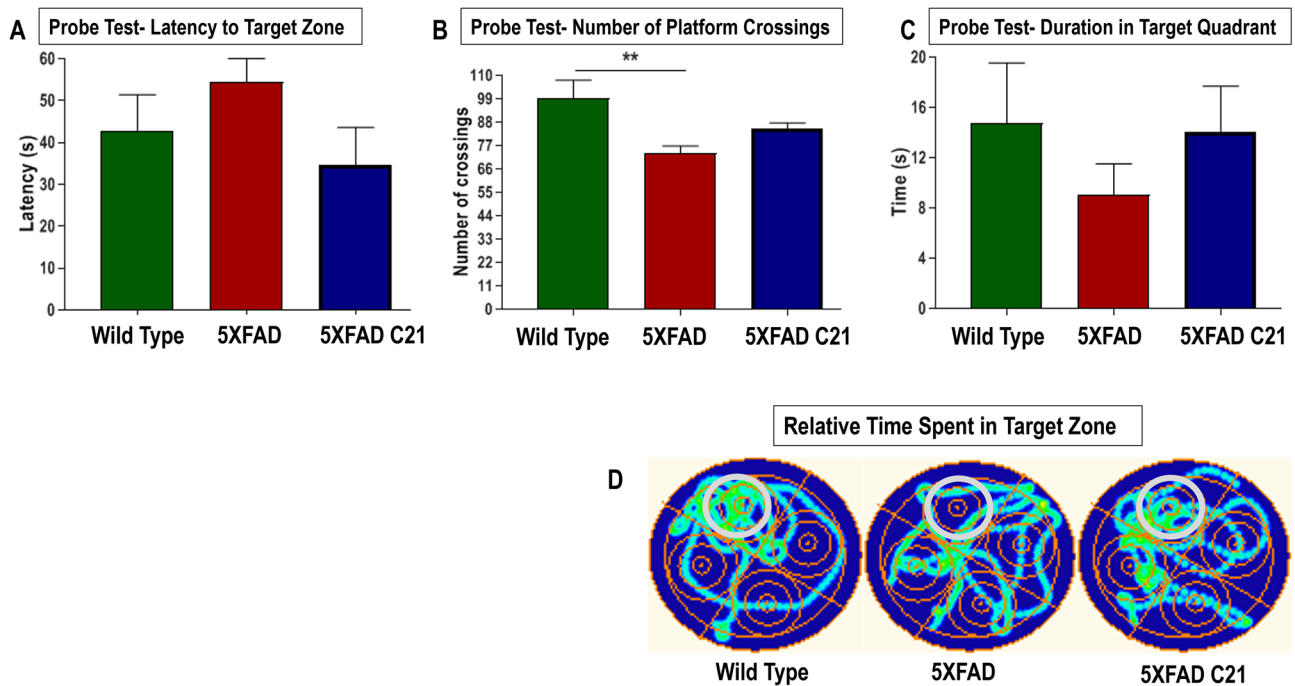 A
Probe Test- Latency to Target Zone
60
50
40
30
20
10
0
Latency (s)
Wild Type
5XFAD
5XFAD C21
B
Probe Test- Number of Platform Crossings
**
110
99
88
77
66
55
44
33
22
11
0
Number of crossings
Wild Type
5XFAD
5XFAD C21
C
Probe Test- Duration in Target Quadrant
20
16
12
8
4
0
Time (s)
Wild Type
5XFAD
5XFAD C21
Relative Time Spent in Target Zone
D
Wild Type
5XFAD
5XFAD C21